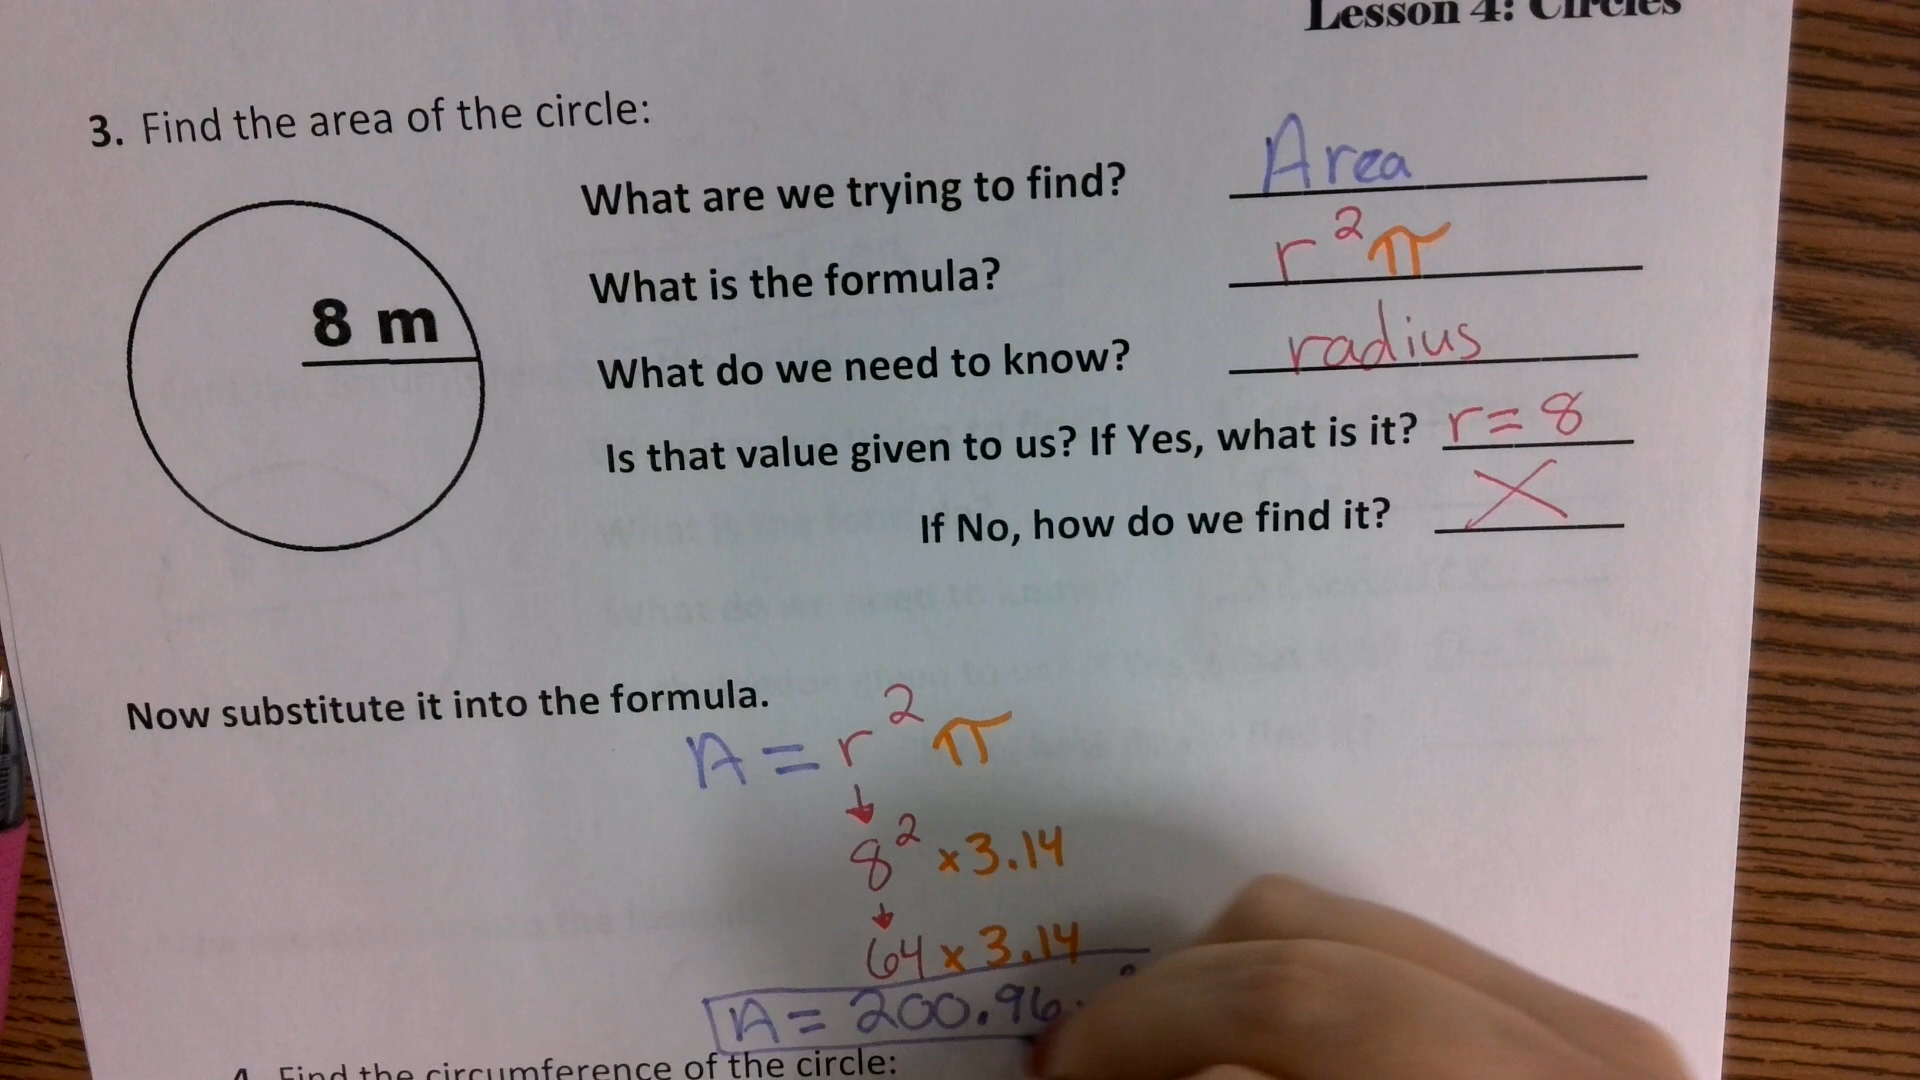 Lesson 4: Circles
3. Find the area of the circle:
8 m
What are we trying to find? Area
What is the formula? r²π
What do we need to know? radius
Is that value given to us? If Yes, what is it? r = 8
If No, how do we find it? X
Now substitute it into the formula.
A = r²π
8² × 3.14
64 × 3.14
A = 200.96
4. Find the circumference of the circle: